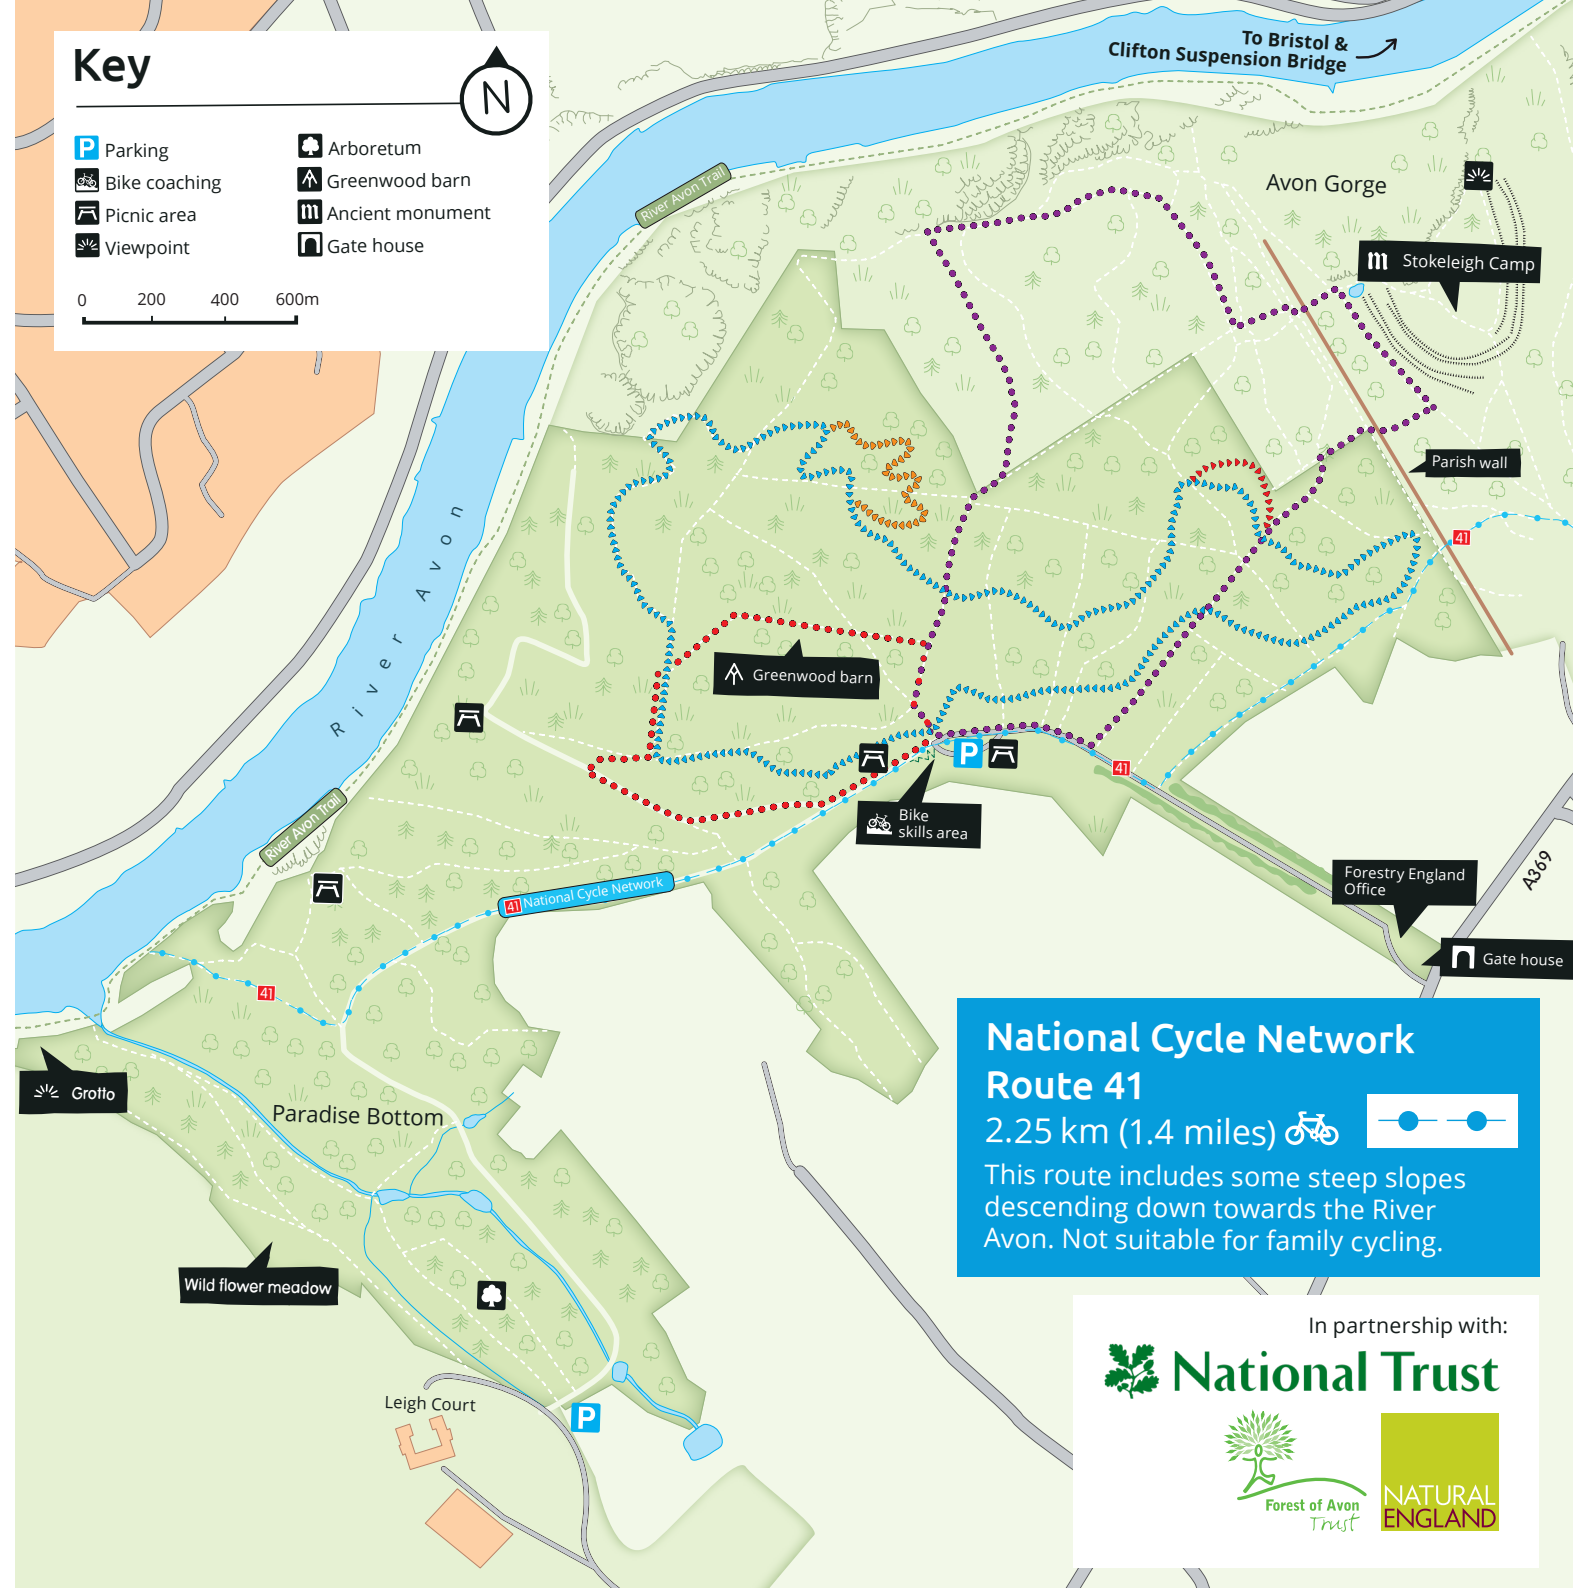 Key
N
Parking
Bike coaching
Picnic area
Viewpoint
Arboretum
Greenwood barn
Ancient monument
Gate house
0 200 400 600m
To Bristol &
Clifton Suspension Bridge
River Avon Trail
Avon Gorge
Stokeleigh Camp
Parish wall
41
River Avon
Greenwood barn
P
41
Bike
skills area
River Avon Trail
Forestry England
Office
A369
Gate house
41 National Cycle Network
41
Grotto
Paradise Bottom
Wild flower meadow
Leigh Court
P
National Cycle Network
Route 41
2.25 km (1.4 miles)
This route includes some steep slopes
descending down towards the River
Avon. Not suitable for family cycling.
In partnership with:
National Trust
Forest of Avon
Trust
NATURAL
ENGLAND